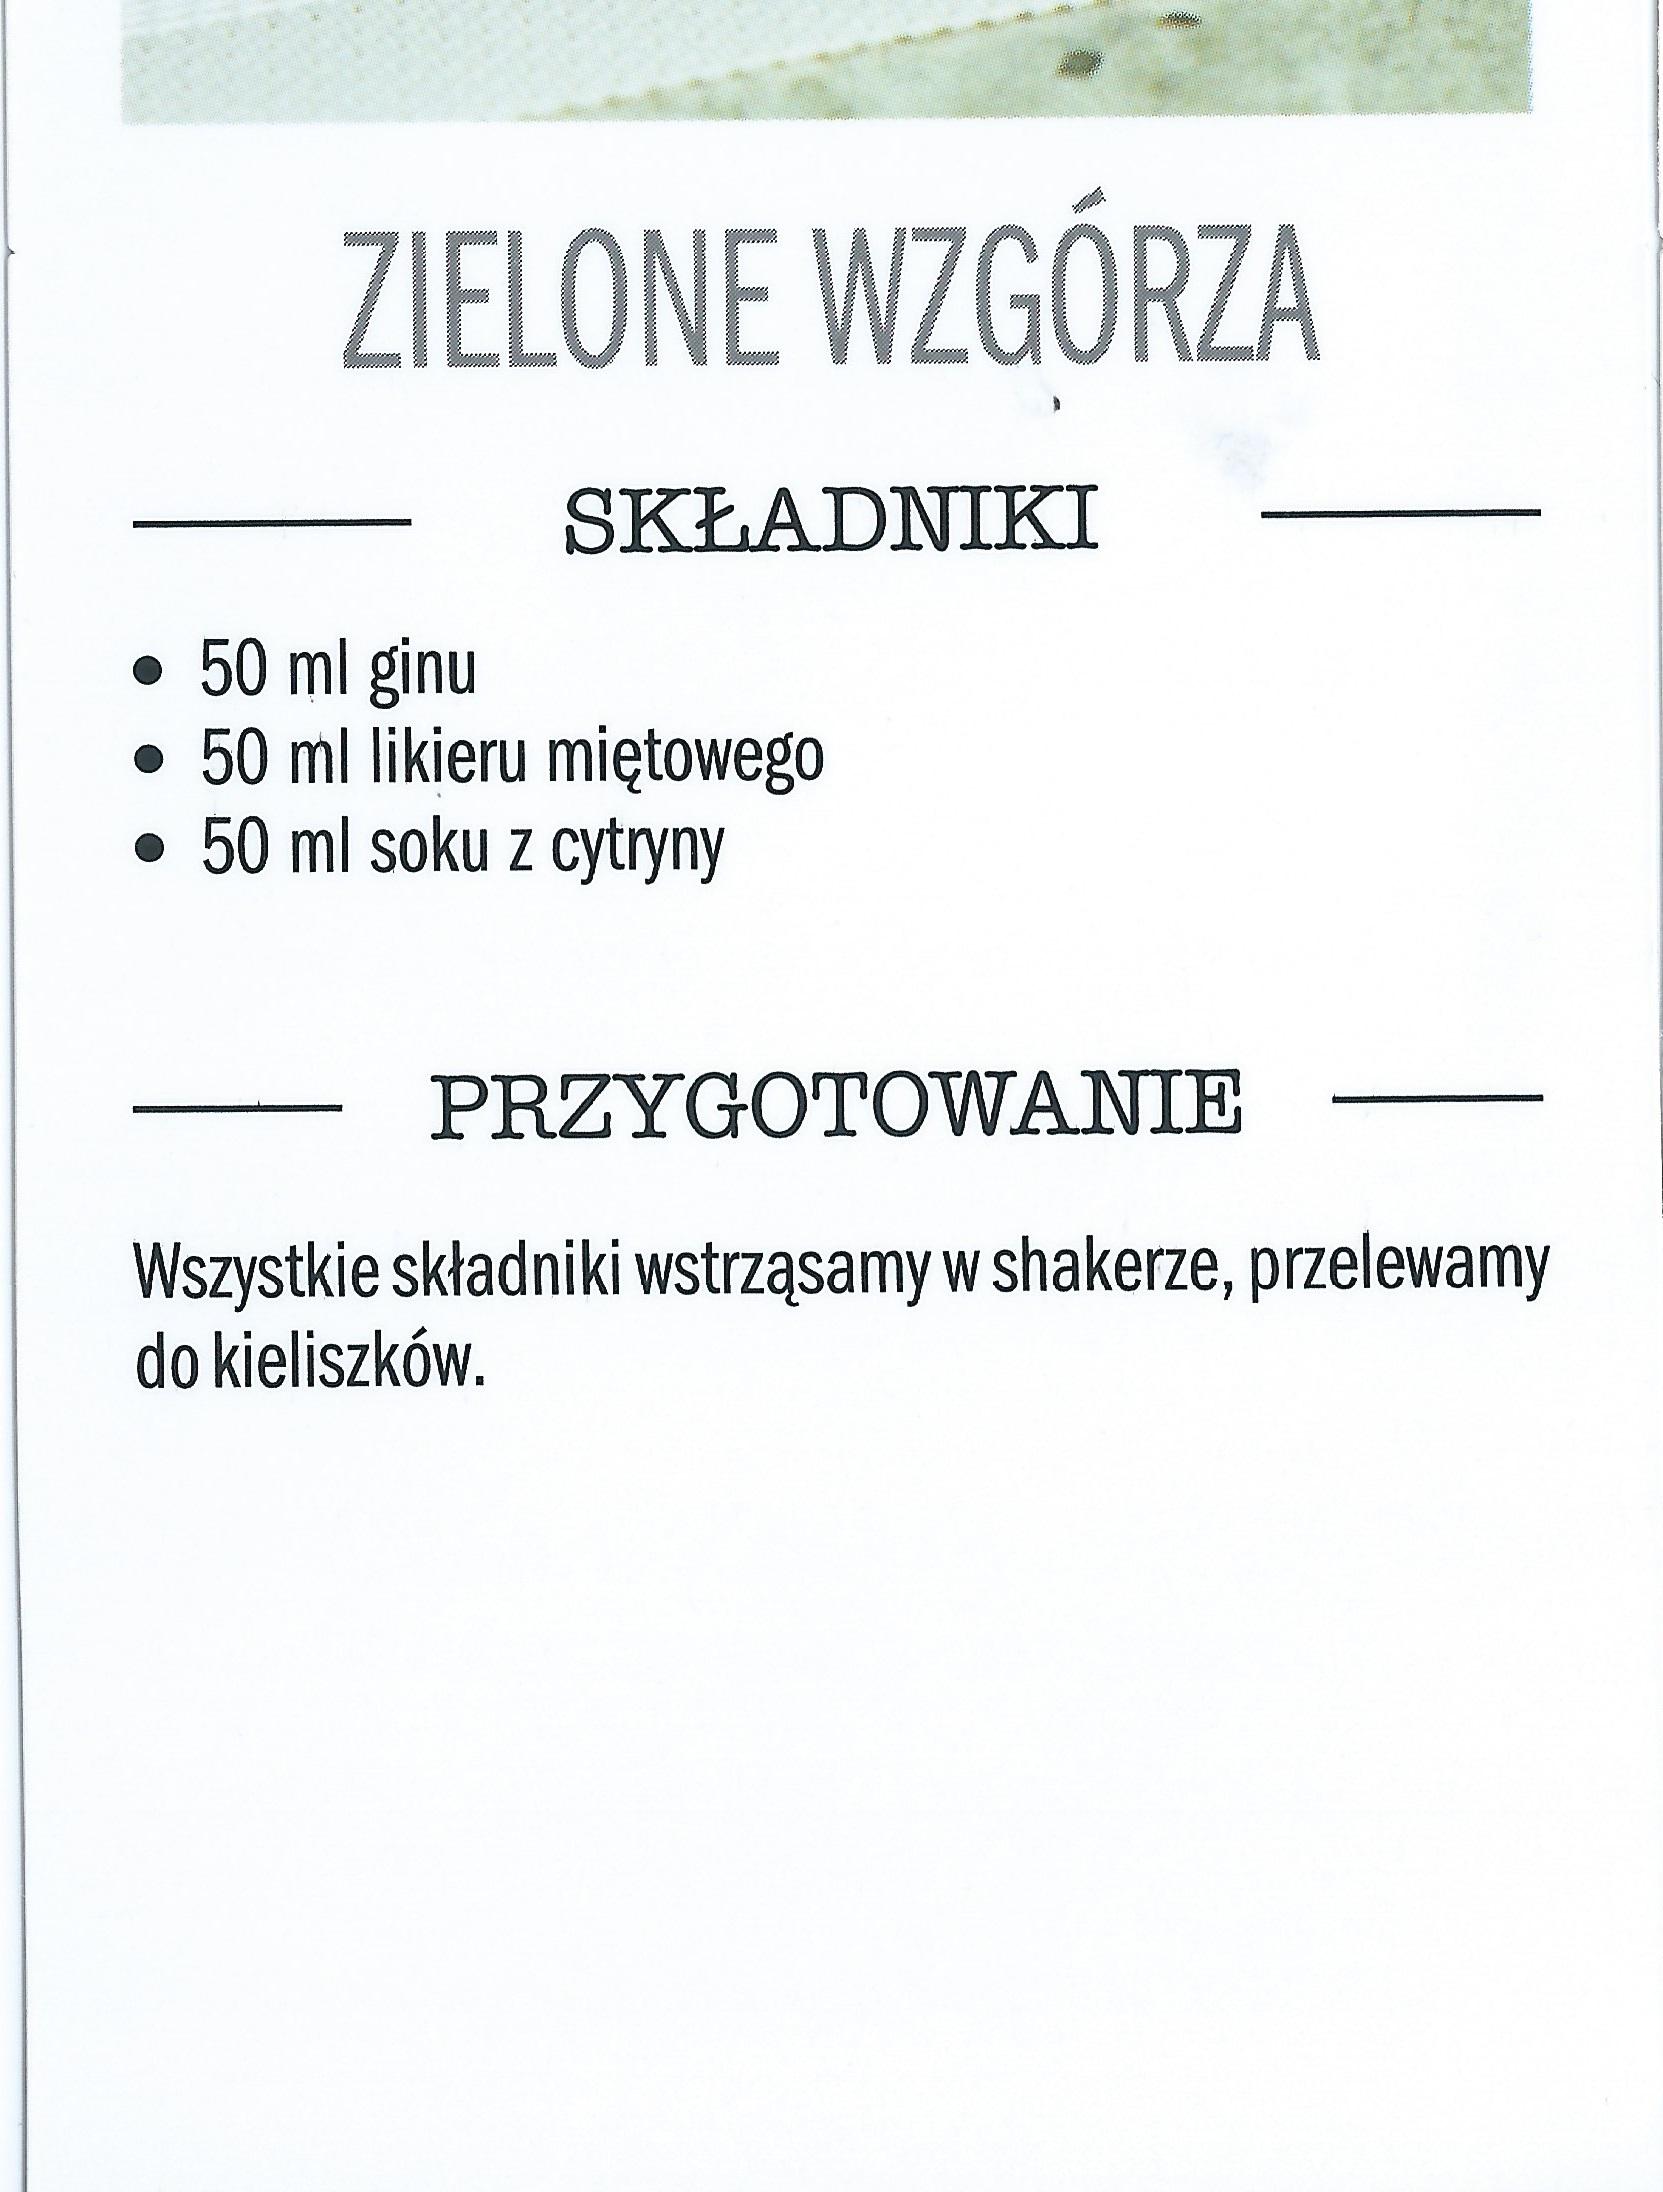 ZIELONE WZGÓRZA
SKŁADNIKI
• 50 ml ginu
• 50 ml likieru miętowego
• 50 ml soku z cytryny
PRZYGOTOWANIE
Wszystkie składniki wstrząsamy w shakerze, przelewamy
do kieliszków.